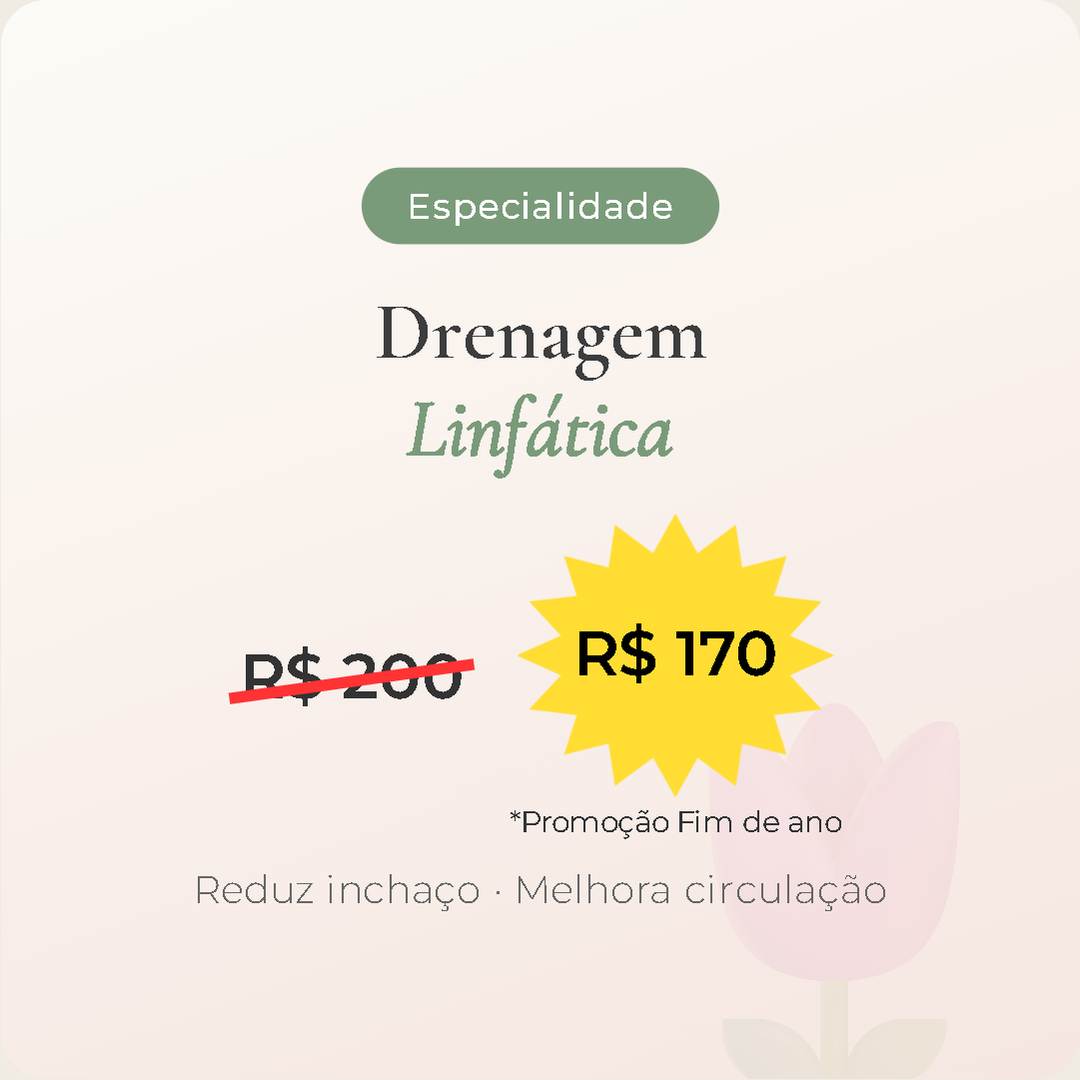 Especialidade
Drenagem
Linfática
R$ 200
R$ 170
*Promoção Fim de ano
Reduz inchaço · Melhora circulação